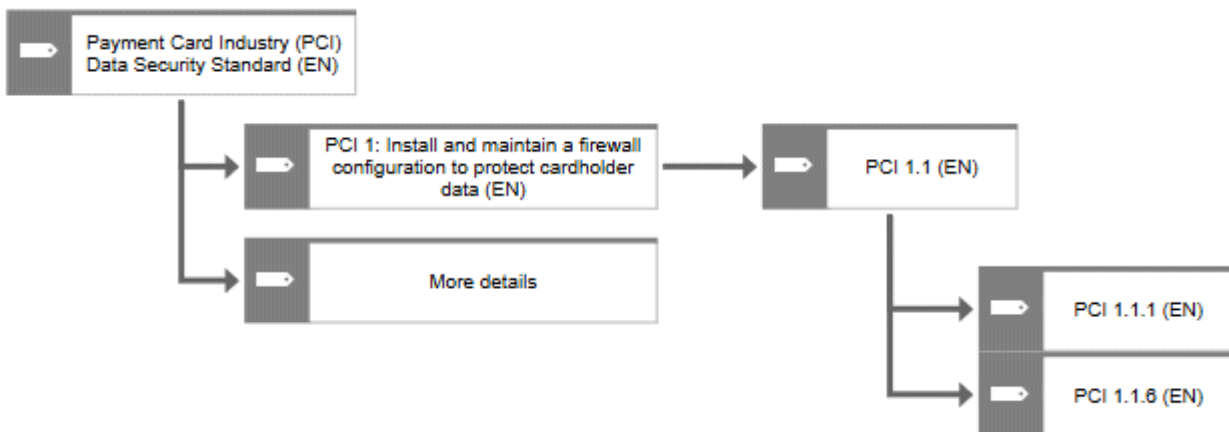 Payment Card Industry (PCI)
Data Security Standard (EN)
PCI 1: Install and maintain a firewall
configuration to protect cardholder
data (EN)
PCI 1.1 (EN)
More details
PCI 1.1.1 (EN)
PCI 1.1.6 (EN)